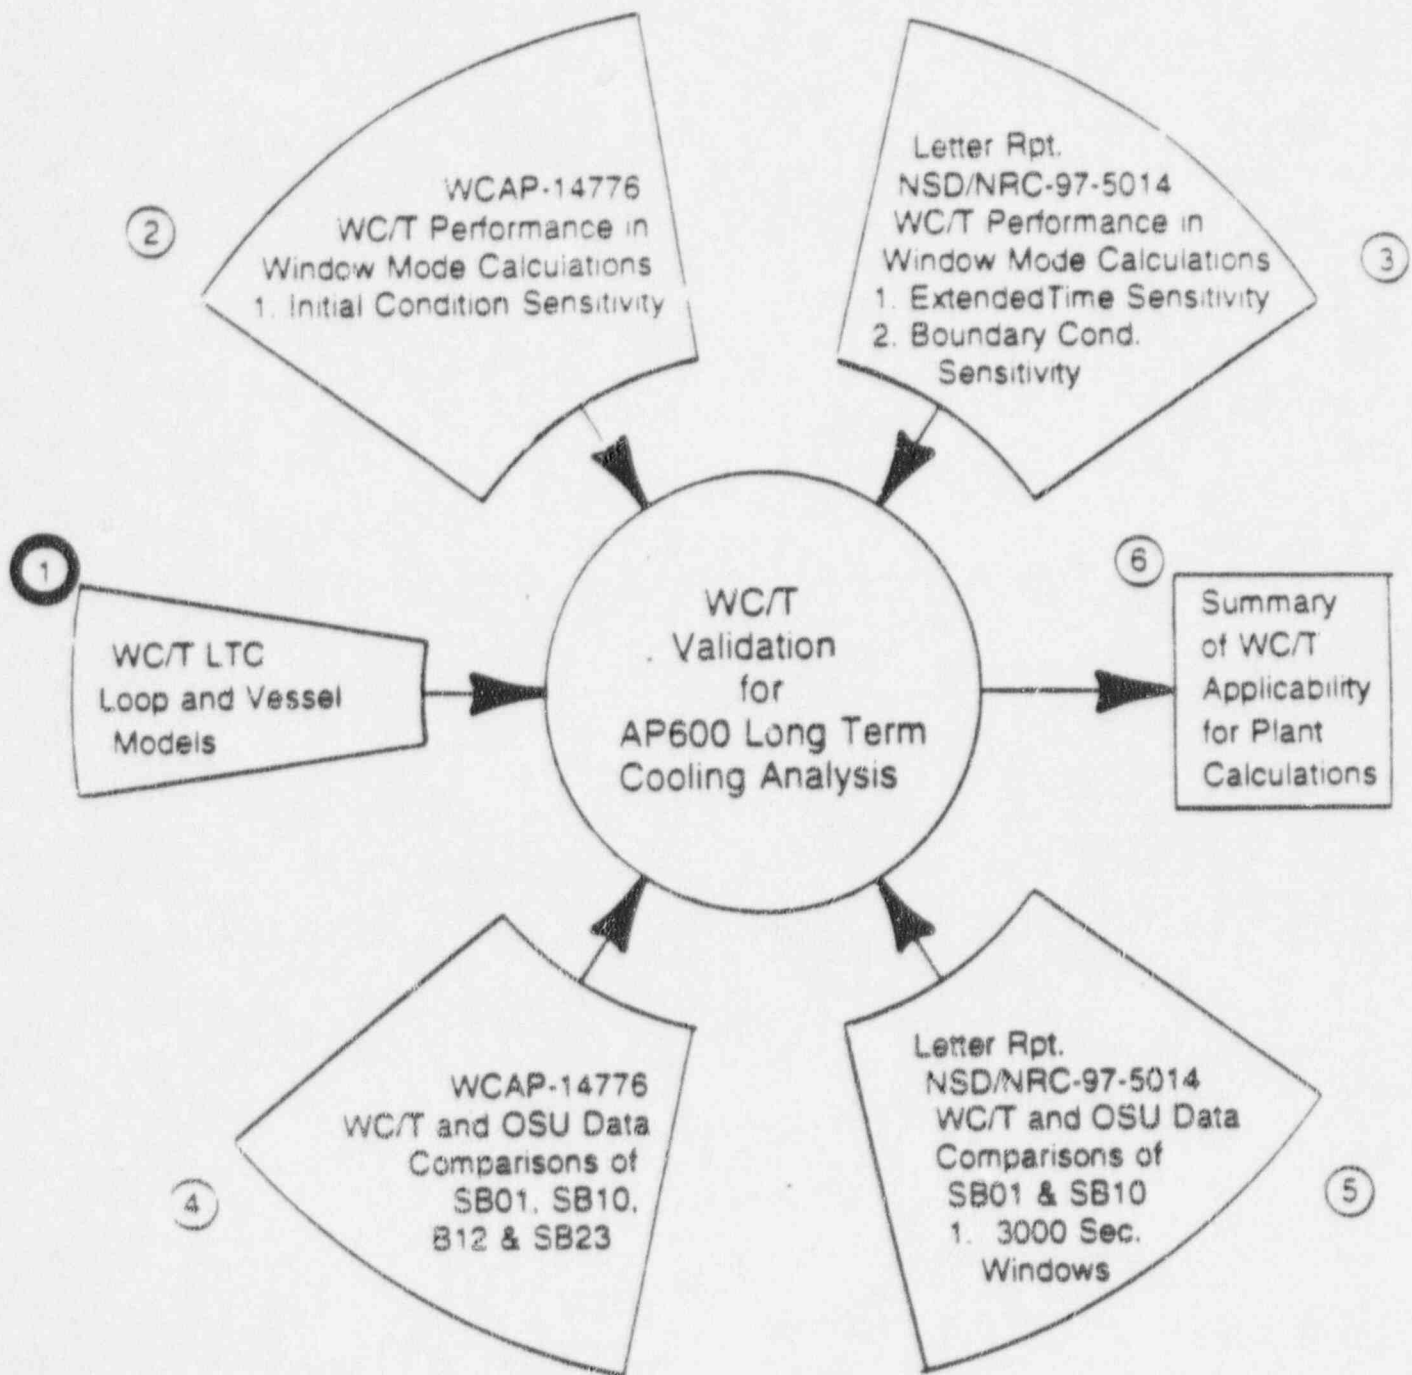 2
WCAP-14776
WC/T Performance in
Window Mode Calculations
1. Initial Condition Sensitivity
3
Letter Rpt.
NSD/NRC-97-5014
WC/T Performance in
Window Mode Calculations
1. ExtendedTime Sensitivity
2. Boundary Cond.
Sensitivity
1
WC/T LTC
Loop and Vessel
Models
WC/T
Validation
for
AP600 Long Term
Cooling Analysis
6
Summary
of WC/T
Applicability
for Plant
Calculations
4
WCAP-14776
WC/T and OSU Data
Comparisons of
SB01, SB10,
B12 & SB23
5
Letter Rpt.
NSD/NRC-97-5014
WC/T and OSU Data
Comparisons of
SB01 & SB10
1. 3000 Sec.
Windows